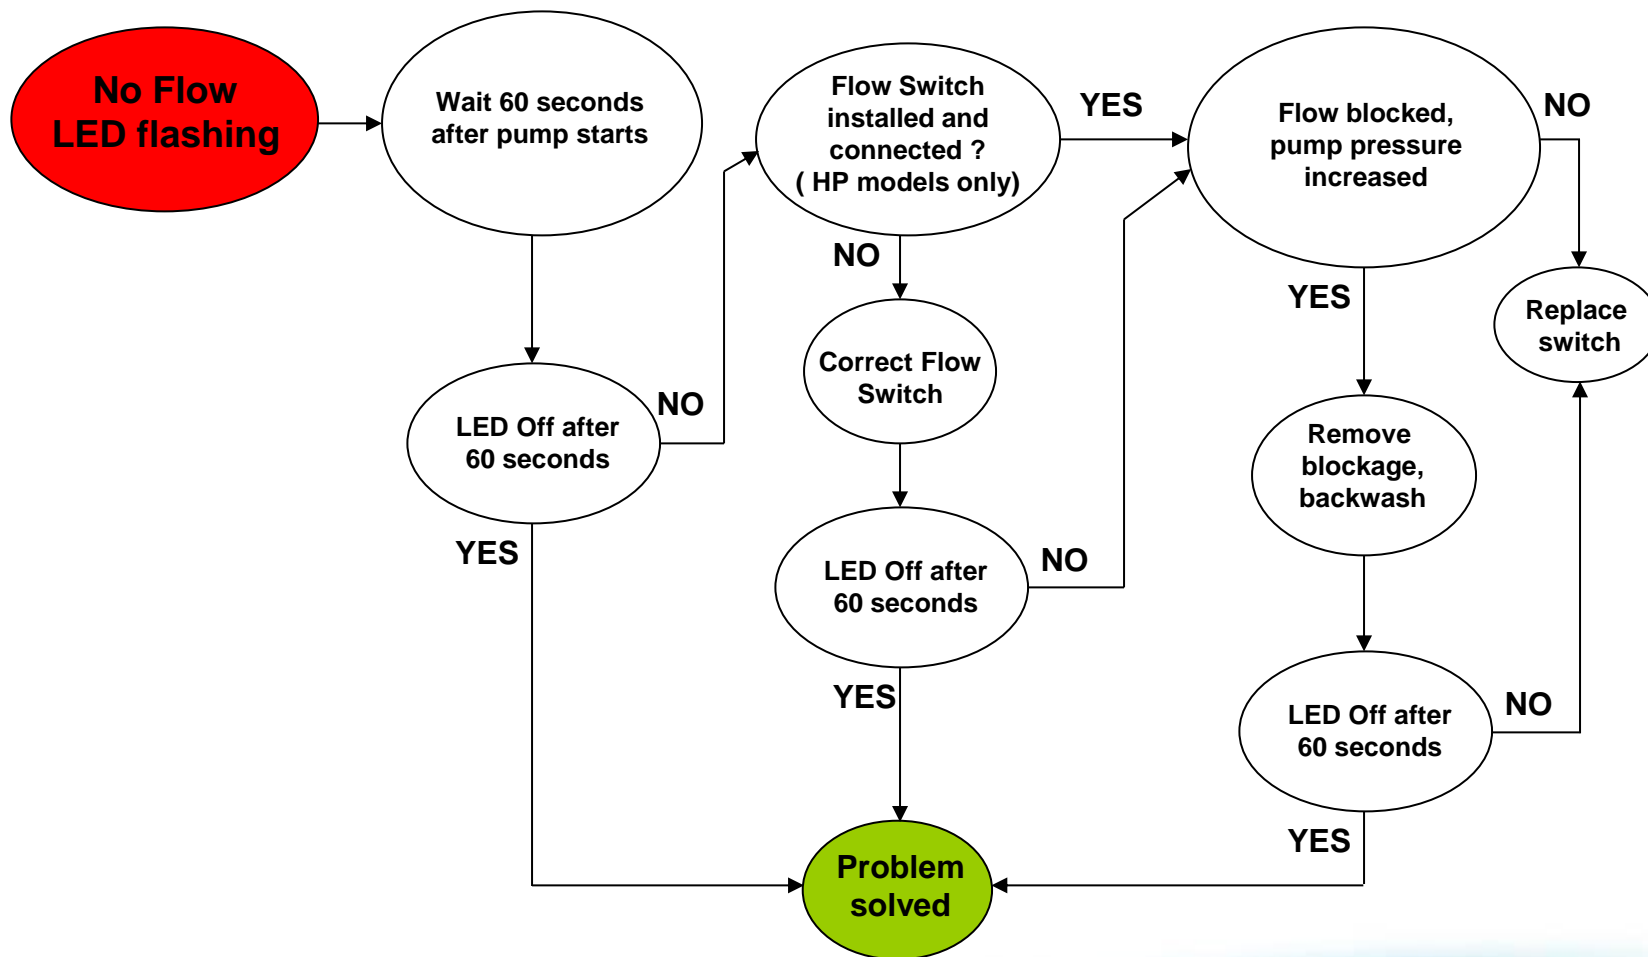 No Flow
LED flashing
Wait 60 seconds
after pump starts
Flow Switch
installed and
connected ?
( HP models only)
YES
Flow blocked,
pump pressure
increased
NO
NO
YES
Replace
switch
Correct Flow
Switch
NO
LED Off after
60 seconds
Remove
blockage,
backwash
YES
LED Off after
60 seconds
NO
YES
LED Off after
60 seconds
NO
YES
Problem
solved